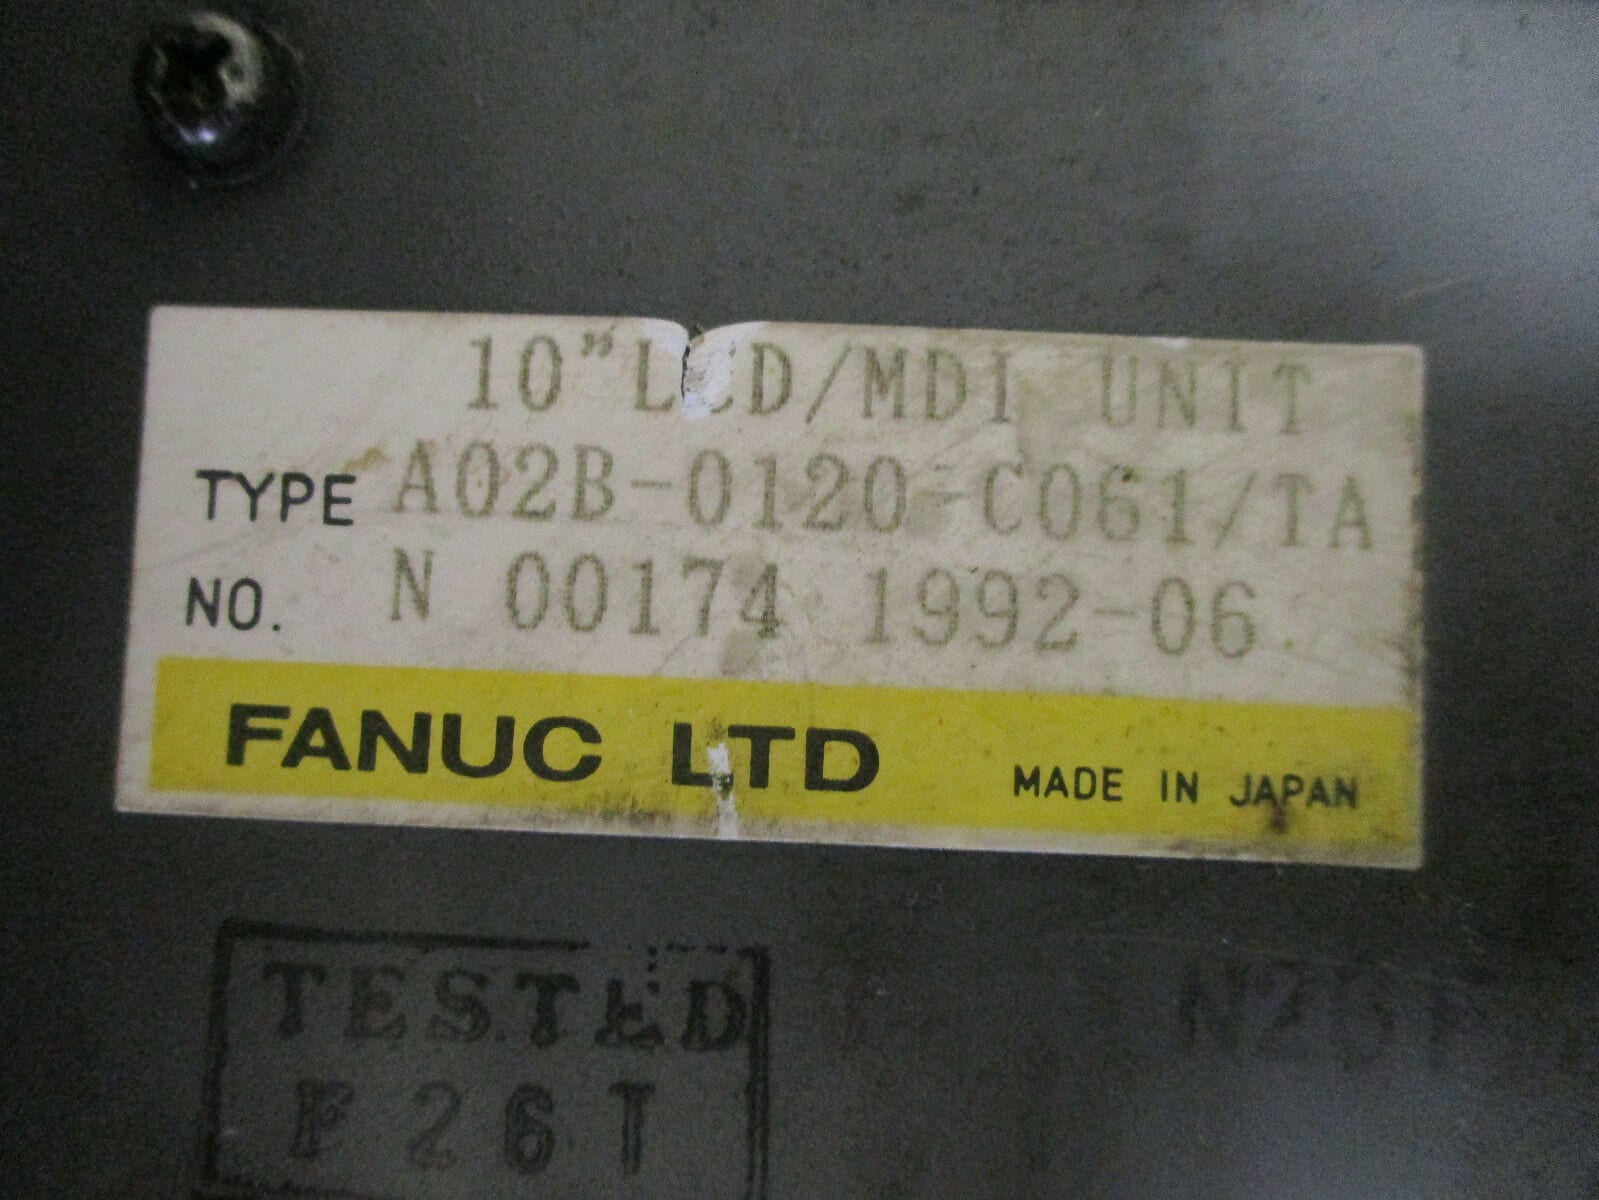 10"LCD/MDI UNIT
TYPE A02B-0120-C061/TA
NO. N 00174 1992-06
FANUC LTD MADE IN JAPAN
TESTED
F26T